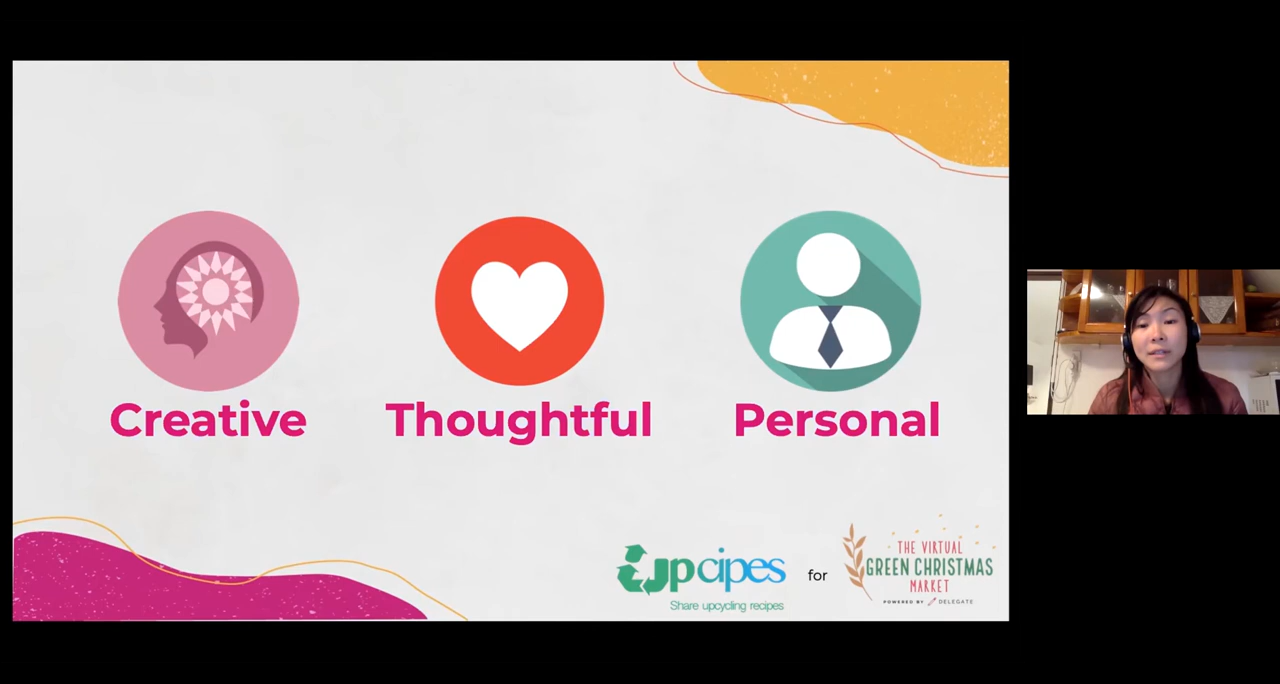 Creative
Thoughtful
Personal
upcipes
Share upcycling recipes
for
THE VIRTUAL
GREEN CHRISTMAS
MARKET
POWERED BY DELEGATE